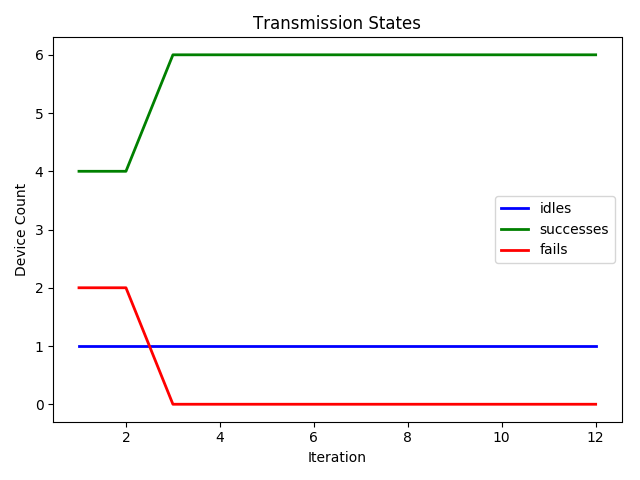 Transmission States
Device Count
6
5
4
3
2
1
0
idles
successes
fails
2 4 6 8 10 12
Iteration